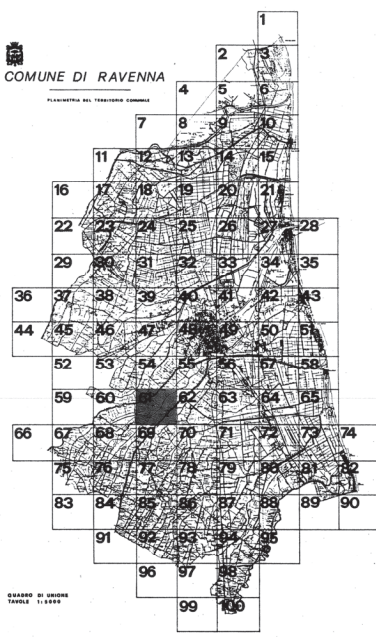 1
2 3
COMUNE DI RAVENNA
PLANIMETRIA DEL TERRITORIO COMUNALE
4 5 6
7 8 9 10
11 12 13 14 15
16 17 18 19 20 21
22 23 24 25 26 27 28
29 30 31 32 33 34 35
36 37 38 39 40 41 42 43
44 45 46 47 48 49 50 51
52 53 54 55 56 57 58
59 60 61 62 63 64 65
66 67 68 69 70 71 72 73 74
75 76 77 78 79 80 81 82
83 84 85 86 87 88 89 90
91 92 93 94 95
96 97 98
QUADRO DI UNIONE
TAVOLE 1:5000
99 100